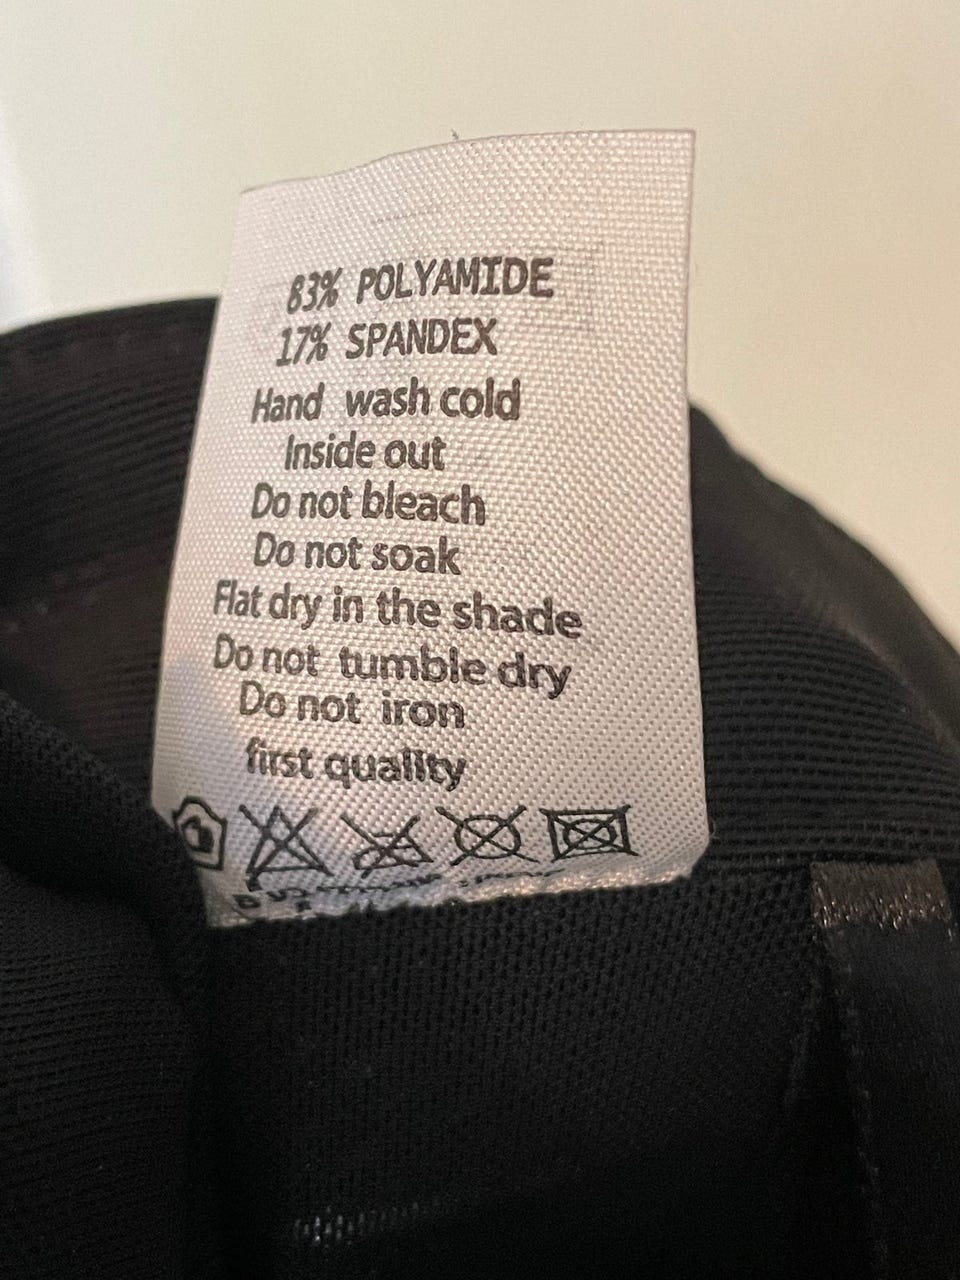 83% POLYAMIDE
17% SPANDEX
Hand wash cold
Inside out
Do not bleach
Do not soak
Flat dry in the shade
Do not tumble dry
Do not iron
first quality